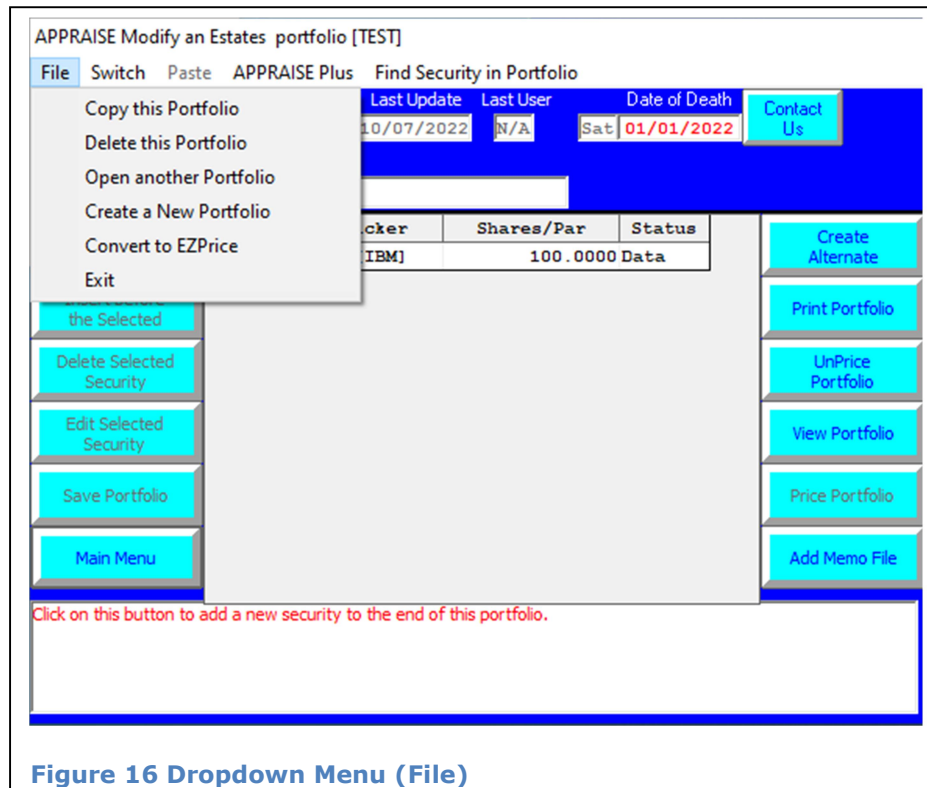 APPRAISE Modify an Estates portfolio [TEST]
File Switch Paste APPRAISE Plus Find Security in Portfolio
Copy this Portfolio
Delete this Portfolio
Open another Portfolio
Create a New Portfolio
Convert to EZPrice
Exit
Last Update Last User Date of Death
10/07/2022 N/A Sat 01/01/2022
Contact
Us
Shares/Par Status
IBM] 100.0000 Data
the Selected
Delete Selected
Security
Edit Selected
Security
Save Portfolio
Main Menu
Create
Alternate
Print Portfolio
UnPrice
Portfolio
View Portfolio
Price Portfolio
Add Memo File
Click on this button to add a new security to the end of this portfolio.
Figure 16 Dropdown Menu (File)